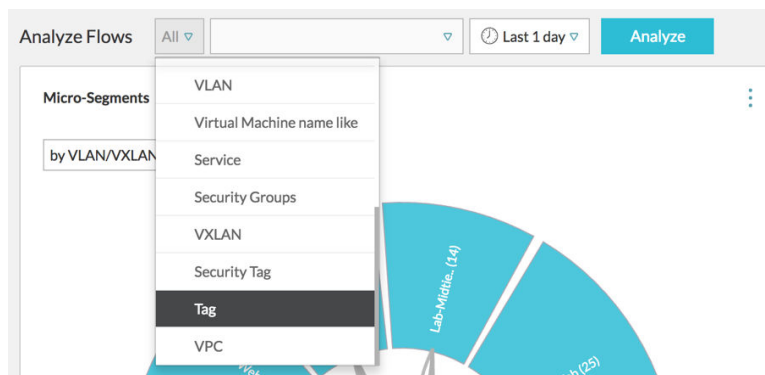 Analyze Flows
All
Last 1 day
Analyze
Micro-Segments
by VLAN/VXLAN
VLAN
Virtual Machine name like
Service
Security Groups
VXLAN
Security Tag
Tag
VPC
Lab-Midtie.. (14)
(25)